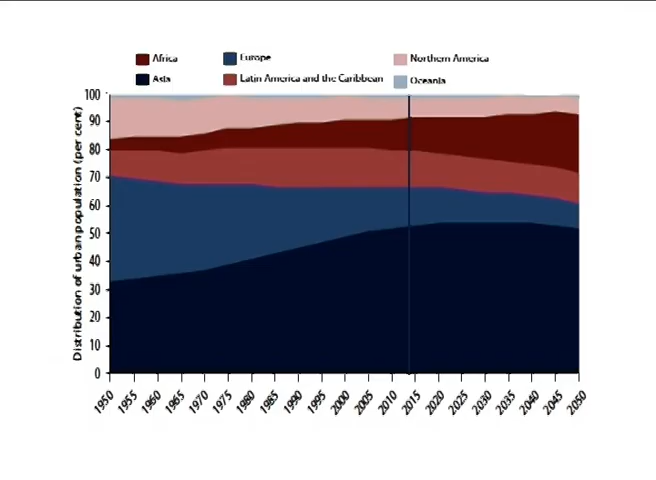 Africa Europe Northern America
Asia Latin America and the Caribbean Oceania
Distribution of urban population (per cent)
100
90
80
70
60
50
40
30
20
10
0
1950 1955 1960 1965 1970 1975 1980 1985 1990 1995 2000 2005 2010 2015 2020 2025 2030 2035 2040 2045 2050